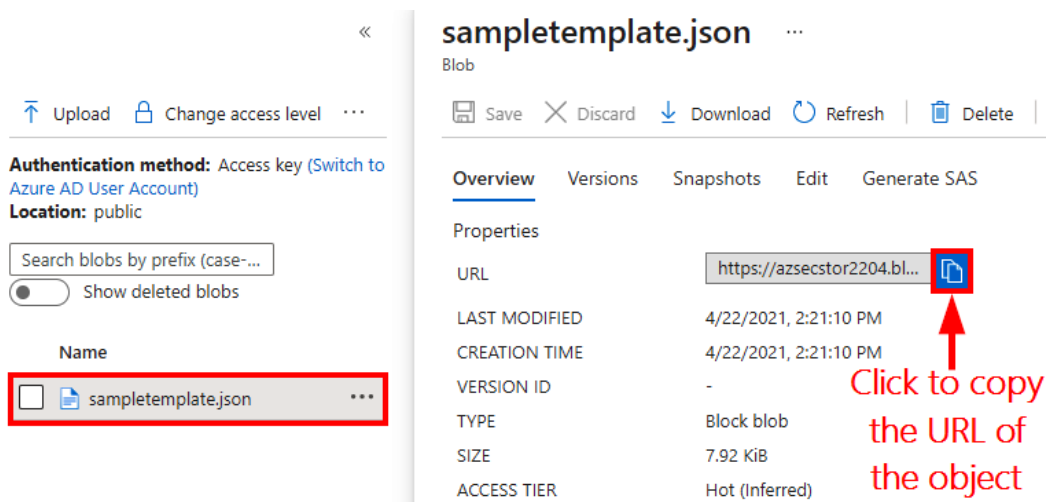 «
Upload Change access level ...
Authentication method: Access key (Switch to
Azure AD User Account)
Location: public
Search blobs by prefix (case-...
Show deleted blobs
Name
sampletemplate.json ...
sampletemplate.json ...
Blob
Save Discard Download Refresh Delete
Overview Versions Snapshots Edit Generate SAS
Properties
URL https://azsecstor2204.bl...
LAST MODIFIED 4/22/2021, 2:21:10 PM
CREATION TIME 4/22/2021, 2:21:10 PM
VERSION ID -
TYPE Block blob
SIZE 7.92 KiB
ACCESS TIER Hot (Inferred)
Click to copy
the URL of
the object